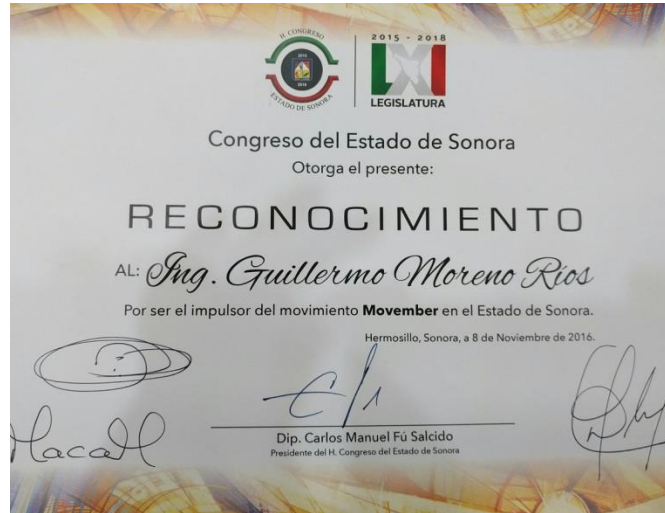 H. CONGRESO
2015
2018
ESTADO DE SONORA
2015 - 2018
LXI
LEGISLATURA
Congreso del Estado de Sonora
Otorga el presente:
RECONOCIMIENTO
AL: Ing. Guillermo Moreno Ríos
Por ser el impulsor del movimiento Movember en el Estado de Sonora.
Hermosillo, Sonora, a 8 de Noviembre de 2016.
Dip. Carlos Manuel Fú Salcido
Presidente del H. Congreso del Estado de Sonora